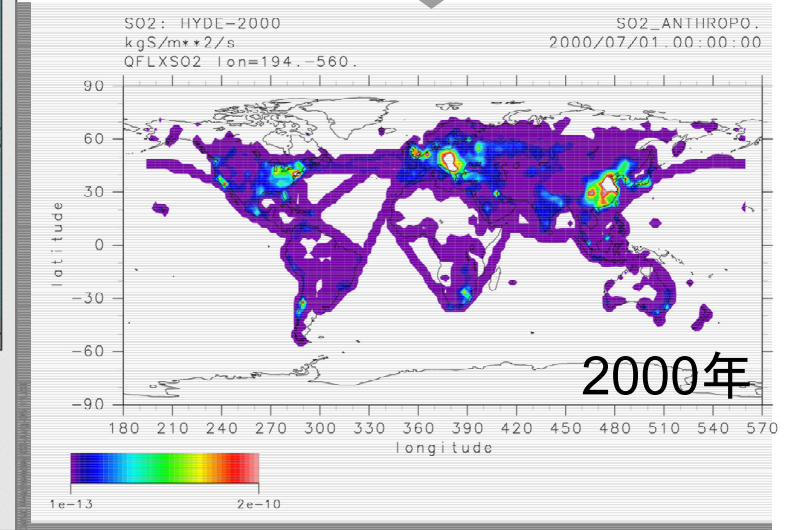 SO2: HYDE-2000
SO2_ANTHROPO.
kgS/m**2/s
2000/07/01.00:00:00
QFLXSO2 lon=194.-560.
90
60
30
0
-30
-60
-90
latitude
2000年
180 210 240 270 300 330 360 390 420 450 480 510 540 570
longitude
1e-13
2e-10